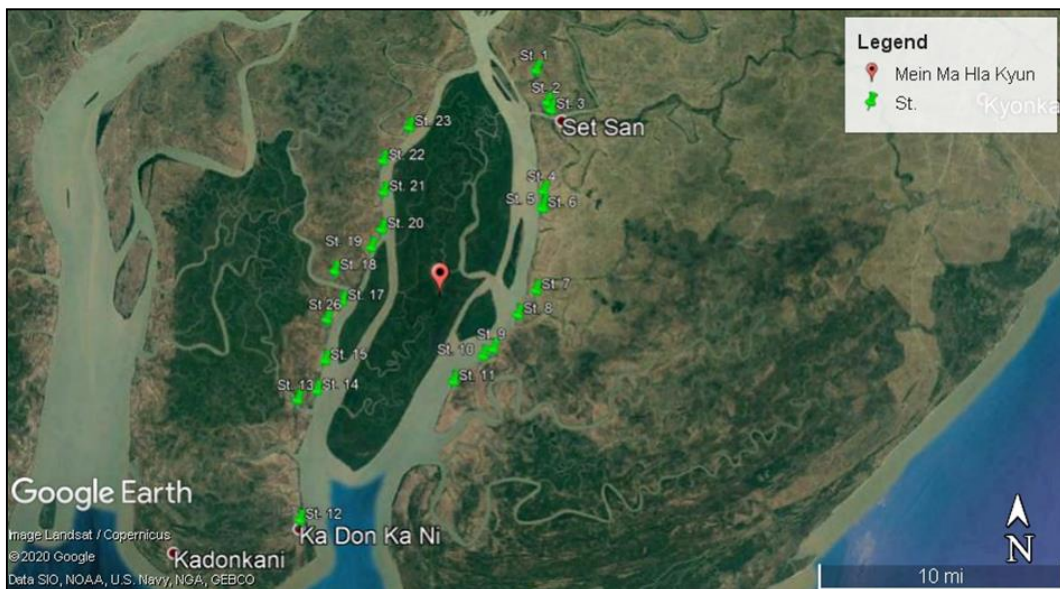 Legend
Mein Ma Hla Kyun
St.
Kyonka
St. 1
St. 2
St. 3
Set San
St. 23
St. 22
St. 21
St. 4
St. 5
St. 6
St. 20
St. 19
St. 18
St. 7
St. 17
St.26
St. 8
St. 9
St. 10
St. 15
St. 11
St. 13
St. 14
Google Earth
St. 12
Ka Don Ka Ni
Image Landsat / Copernicus
© 2020 Google
Kadonkani
Data SIO, NOAA, U.S. Navy, NGA, GEBCO
N
10 mi